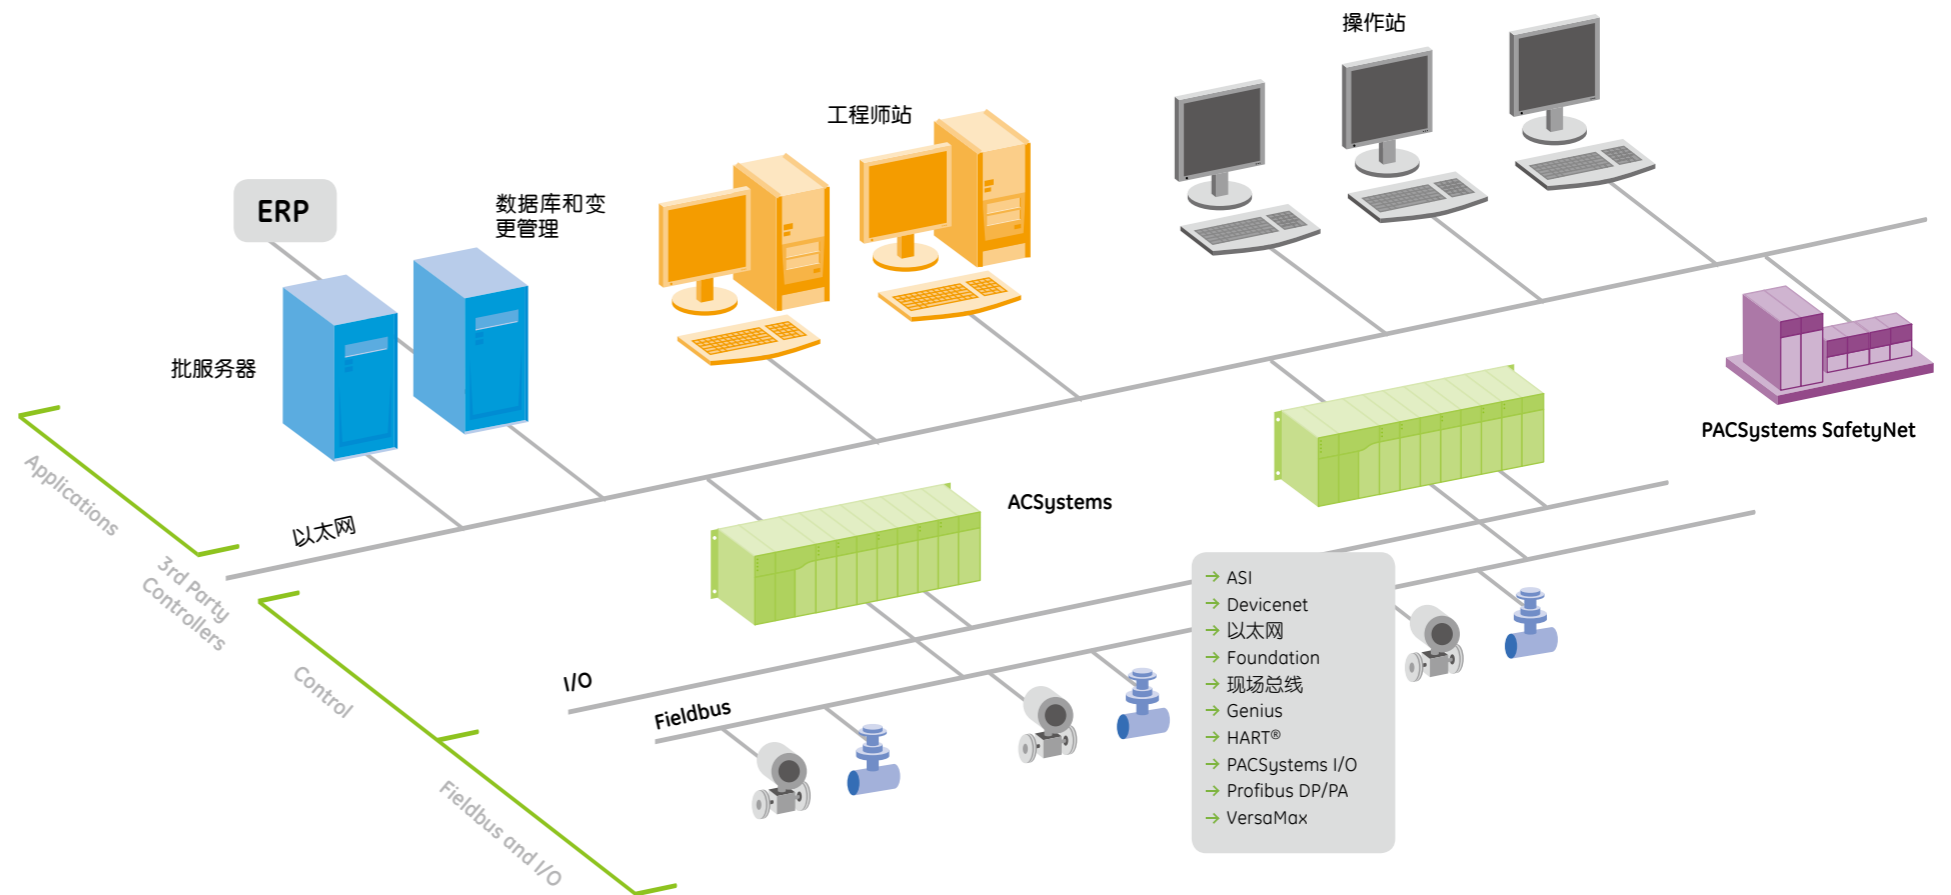 操作站
工程师站
ERP
数据库和变
更管理
批服务器
PACSystems SafetyNet
Applications
ACSystems
以太网
3rd Party
Controllers
Control
I/O
Fieldbus
Fieldbus and I/O
→ ASI
→ Devicenet
→ 以太网
→ Foundation
→ 现场总线
→ Genius
→ HART®
→ PACSystems I/O
→ Profibus DP/PA
→ VersaMax